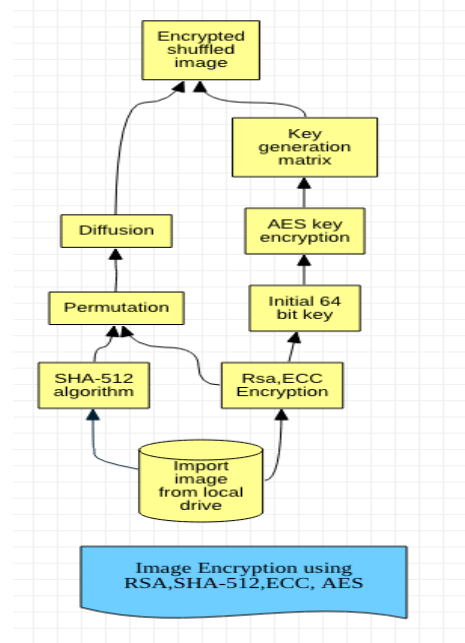 Encrypted
shuffled
image
Key
generation
matrix
Diffusion
AES key
encryption
Permutation
Initial 64
bit key
SHA-512
algorithm
Rsa,ECC
Encryption
Import
image
from local
drive
Image Encryption using
RSA,SHA-512,ECC, AES